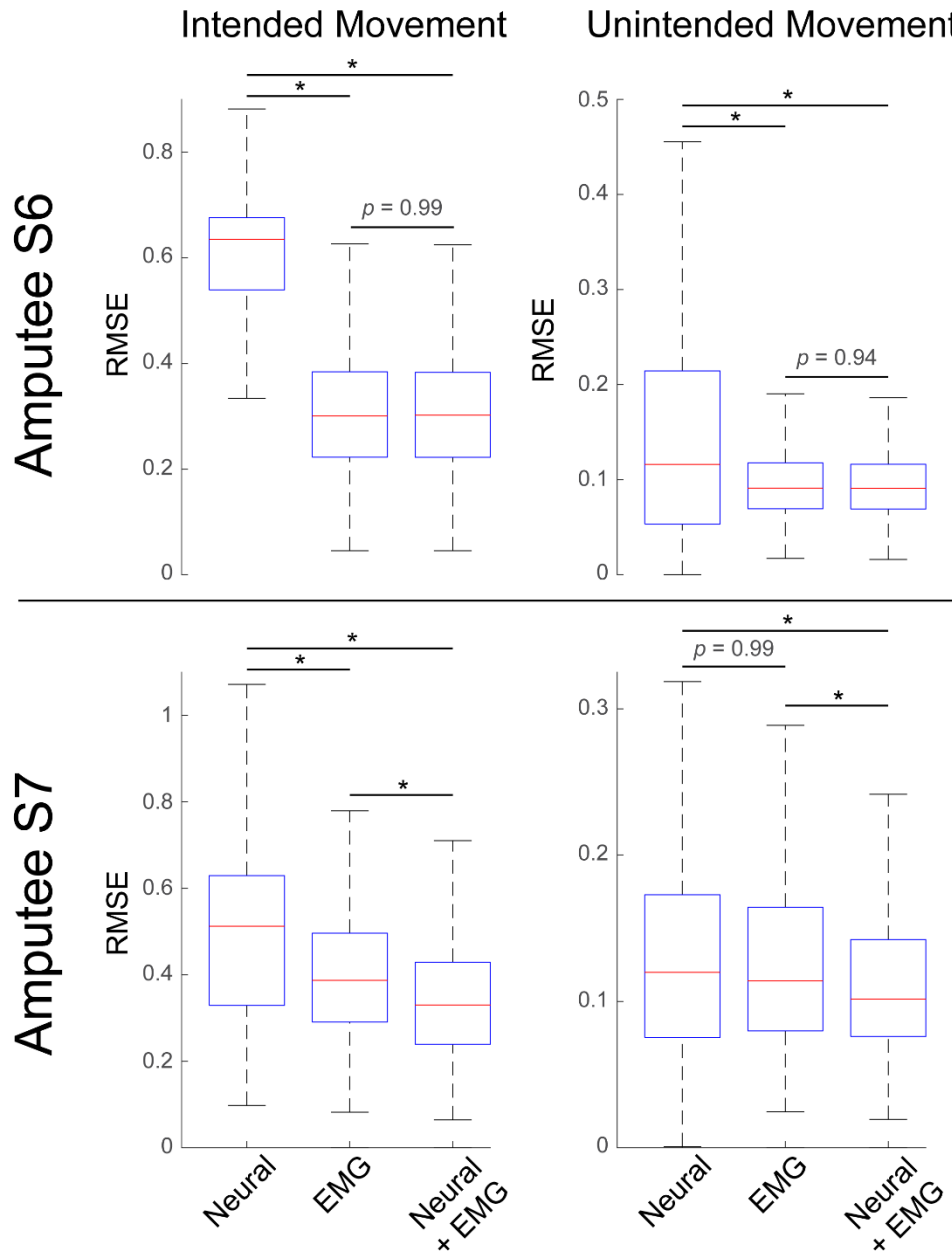 Intended Movement
Unintended Movement
Amputee S6
RMSE
0.8
0.6
0.4
0.2
0
*
*
p = 0.99
RMSE
0.5
0.4
0.3
0.2
0.1
0
*
*
p = 0.94
Amputee S7
RMSE
1
0.8
0.6
0.4
0.2
0
*
*
*
Neural
EMG
Neural
+ EMG
0.3
0.2
0.1
0
*
p = 0.99
*
Neural
EMG
Neural
+ EMG